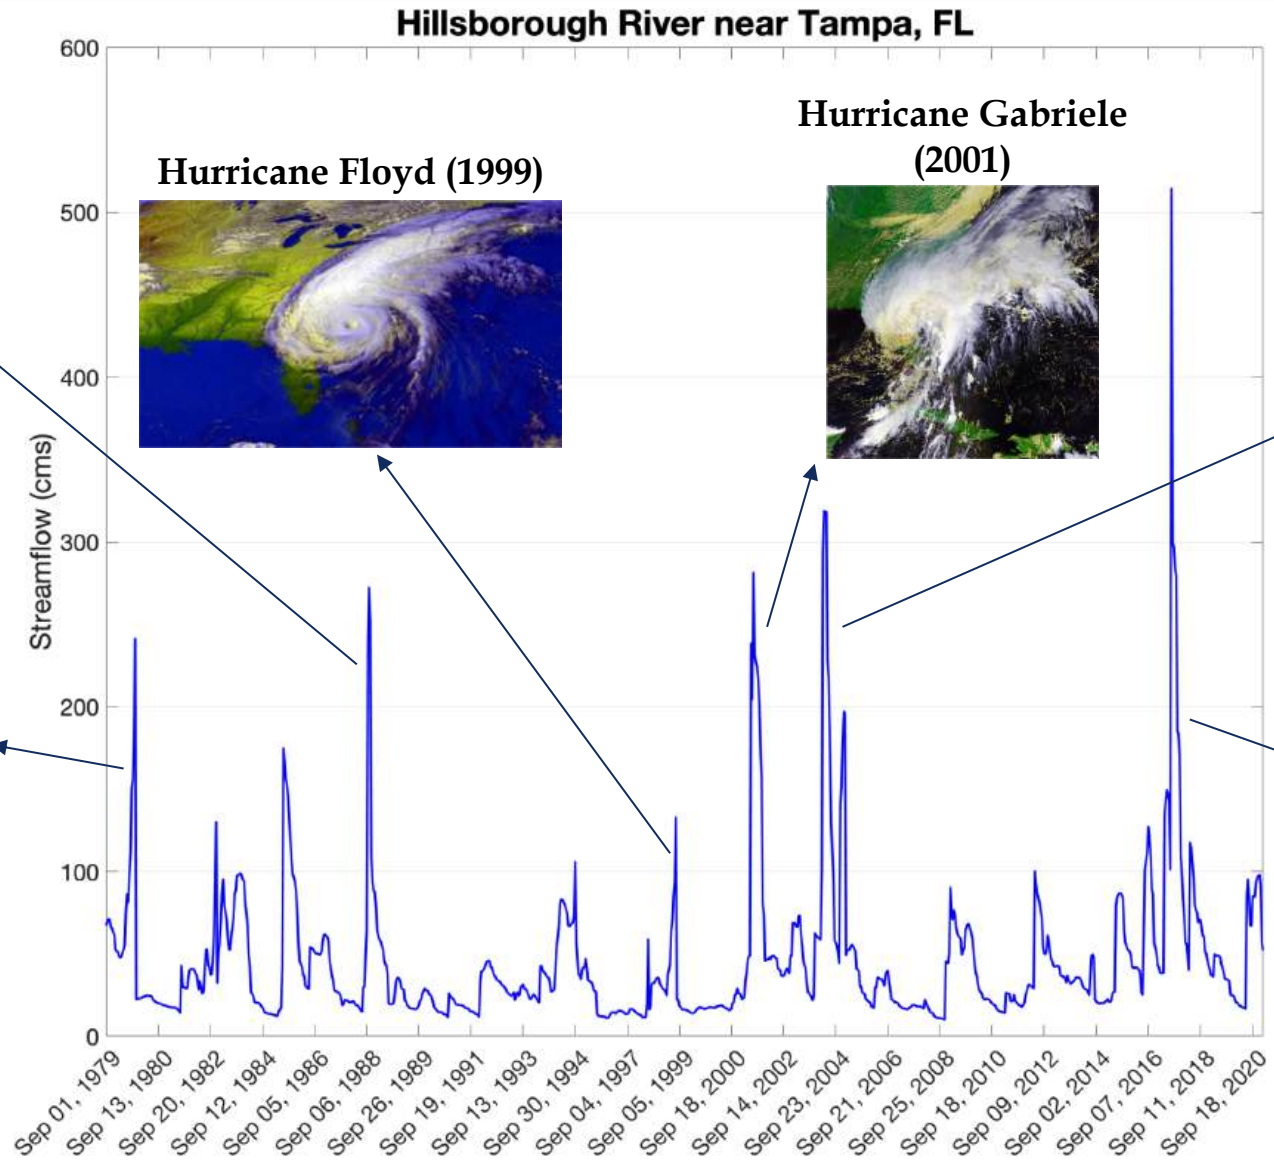 Hillsborough River near Tampa, FL
Hurricane Gabriele
(2001)
Hurricane Floyd (1999)
Streamflow (cms)
600
500
400
300
200
100
0
Sep 01, 1979
Sep 13, 1980
Sep 20, 1982
Sep 12, 1984
Sep 05, 1986
Sep 06, 1988
Sep 26, 1989
Sep 19, 1991
Sep 13, 1993
Sep 30, 1994
Sep 04, 1997
Sep 05, 1999
Sep 18, 2000
Sep 14, 2002
Sep 23, 2004
Sep 21, 2006
Sep 25, 2008
Sep 18, 2010
Sep 09, 2012
Sep 02, 2014
Sep 07, 2016
Sep 11, 2018
Sep 18, 2020